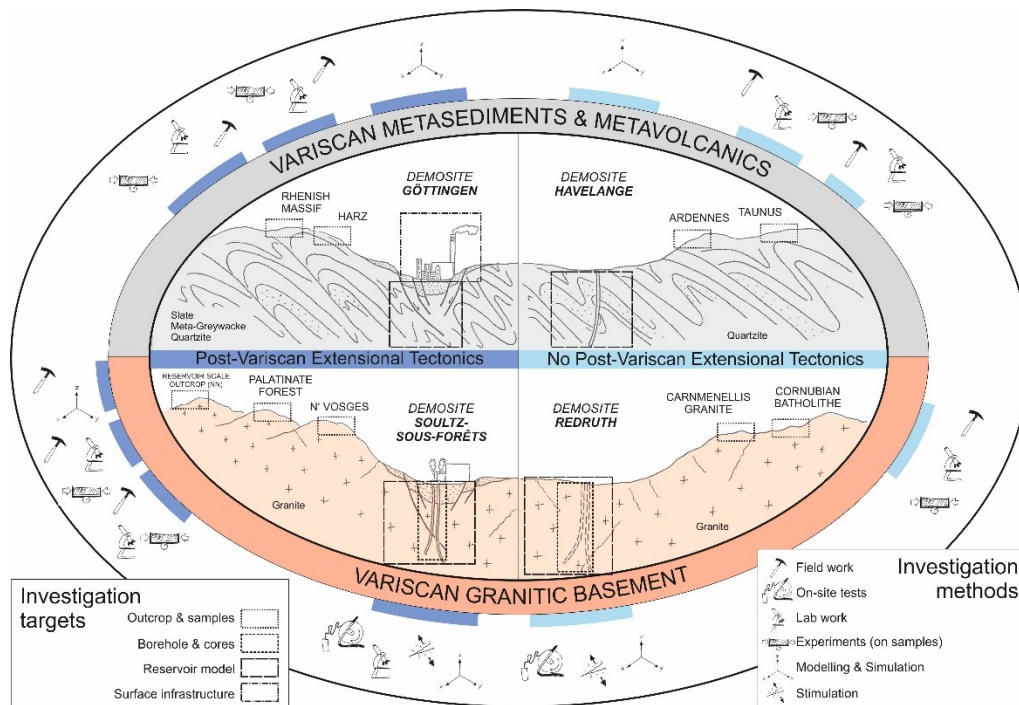 VARISCAN METASEDIMENTS & METAVOLCANICS
DEMOSITE
GÖTTINGEN
DEMOSITE
HAVELANGE
RHENISH
MASSIF
HARZ
ARDENNES
TAUNUS
Slate
Meta-Greywacke
Quartzite
Quartzite
Post-Variscan Extensional Tectonics
No Post-Variscan Extensional Tectonics
RESERVOIR SCALE
OUTCROP (NN)
PALATINATE
FOREST
N' VOSGES
DEMOSITE
SOULTZ-
SOUS-FORÊTS
DEMOSITE
REDRUTH
CARNMENELLIS
GRANITE
CORNUBIAN
BATHOLITHE
Granite
Granite
VARISCAN GRANITIC BASEMENT
Investigation
targets
Outcrop & samples
Borehole & cores
Reservoir model
Surface infrastructure
Investigation
methods
Field work
On-site tests
Lab work
Experiments (on samples)
Modelling & Simulation
Stimulation